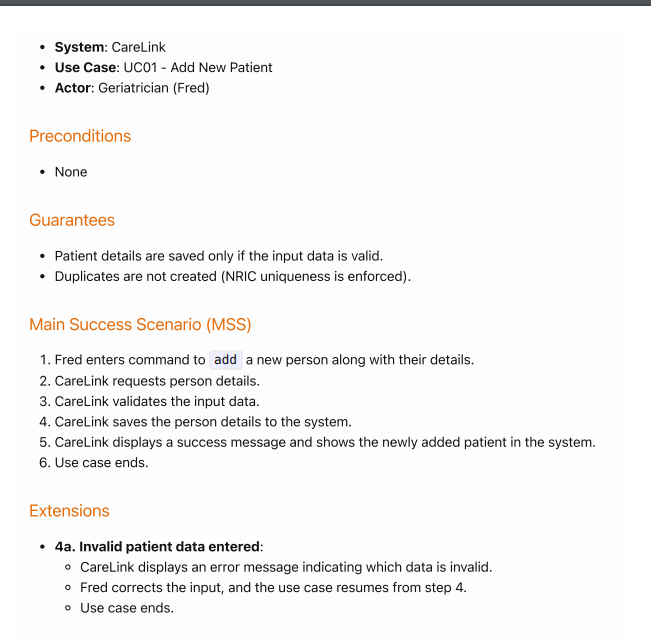 System: CareLink
Use Case: UC01 - Add New Patient
Actor: Geriatrician (Fred)
Preconditions
None
Guarantees
Patient details are saved only if the input data is valid.
Duplicates are not created (NRIC uniqueness is enforced).
Main Success Scenario (MSS)
1. Fred enters command to add a new person along with their details.
2. CareLink requests person details.
3. CareLink validates the input data.
4. CareLink saves the person details to the system.
5. CareLink displays a success message and shows the newly added patient in the system.
6. Use case ends.
Extensions
4a. Invalid patient data entered:
CareLink displays an error message indicating which data is invalid.
Fred corrects the input, and the use case resumes from step 4.
Use case ends.